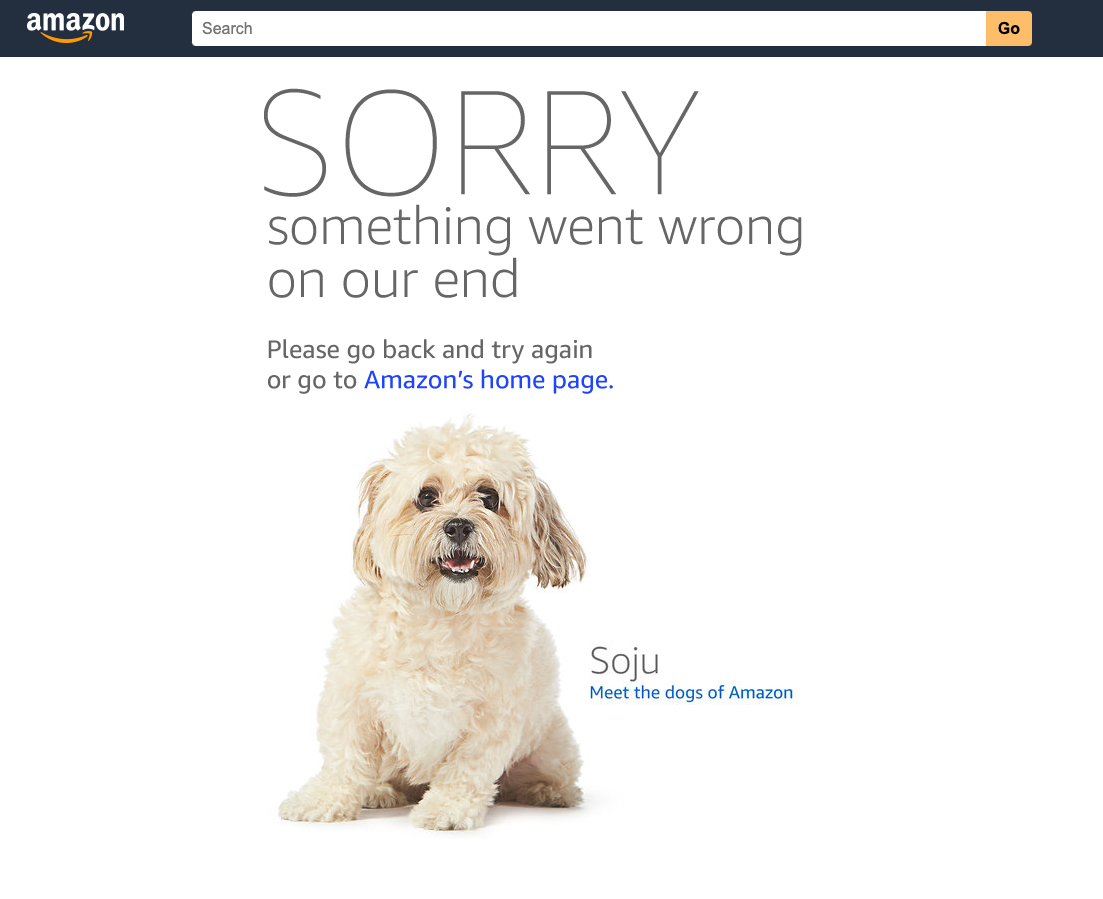 amazon
Search
Go
SORRY
something went wrong
on our end
Please go back and try again
or go to Amazon's home page.
Soju
Meet the dogs of Amazon